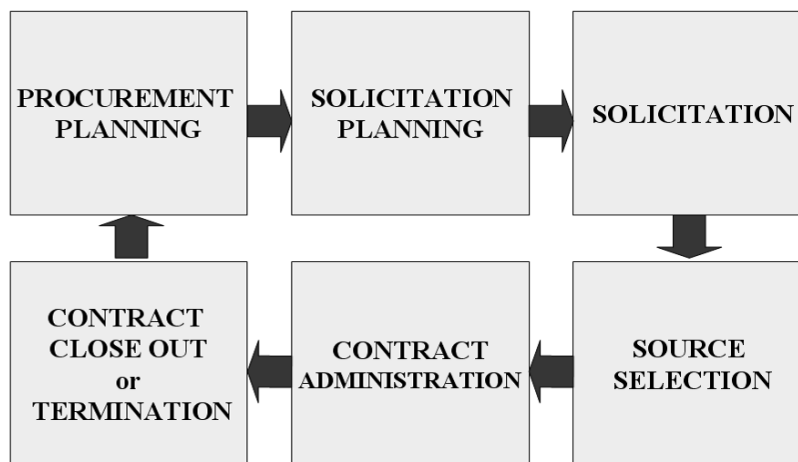 PROCUREMENT
PLANNING
SOLICITATION
PLANNING
SOLICITATION
SOURCE
SELECTION
CONTRACT
ADMINISTRATION
CONTRACT
CLOSE OUT
or
TERMINATION